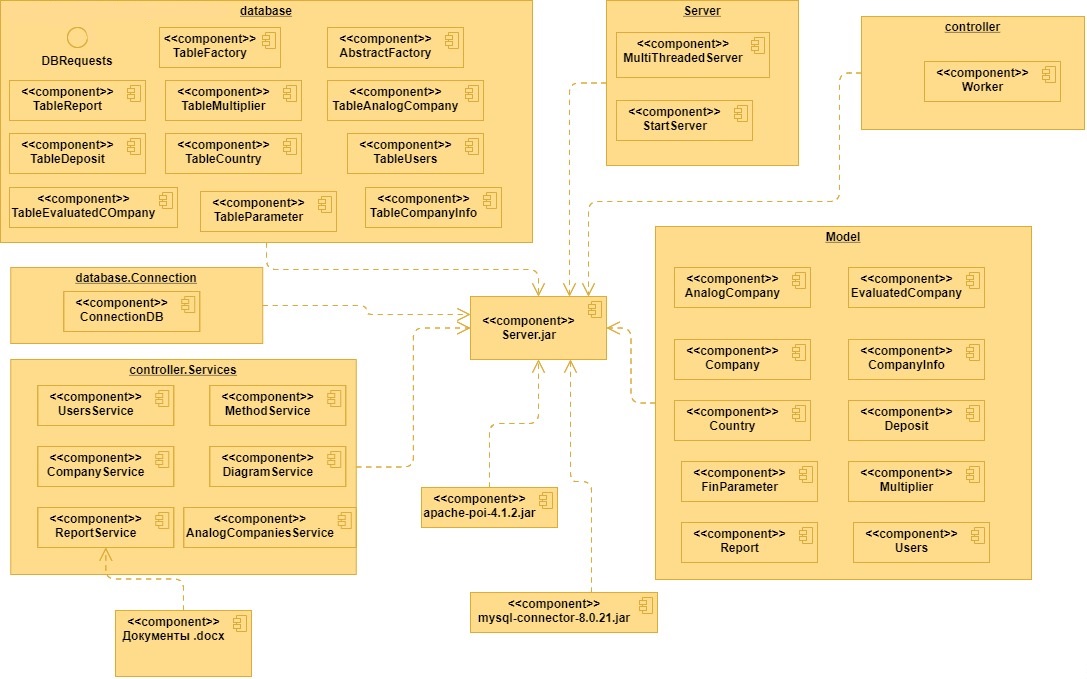 database
DBRequests
<<component>>
TableFactory
<<component>>
AbstractFactory
<<component>>
TableReport
<<component>>
TableMultiplier
<<component>>
TableAnalogCompany
<<component>>
TableDeposit
<<component>>
TableCountry
<<component>>
TableUsers
<<component>>
TableEvaluatedCOmpany
<<component>>
TableParameter
<<component>>
TableCompanyInfo
Server
<<component>>
MultiThreadedServer
<<component>>
StartServer
controller
<<component>>
Worker
database.Connection
<<component>>
ConnectionDB
<<component>>
Server.jar
Model
<<component>>
AnalogCompany
<<component>>
EvaluatedCompany
<<component>>
Company
<<component>>
CompanyInfo
<<component>>
Country
<<component>>
Deposit
<<component>>
FinParameter
<<component>>
Multiplier
<<component>>
Report
<<component>>
Users
controller.Services
<<component>>
UsersService
<<component>>
MethodService
<<component>>
CompanyService
<<component>>
DiagramService
<<component>>
ReportService
<<component>>
AnalogCompaniesService
<<component>>
apache-poi-4.1.2.jar
<<component>>
mysql-connector-8.0.21.jar
<<component>>
Документы .docx